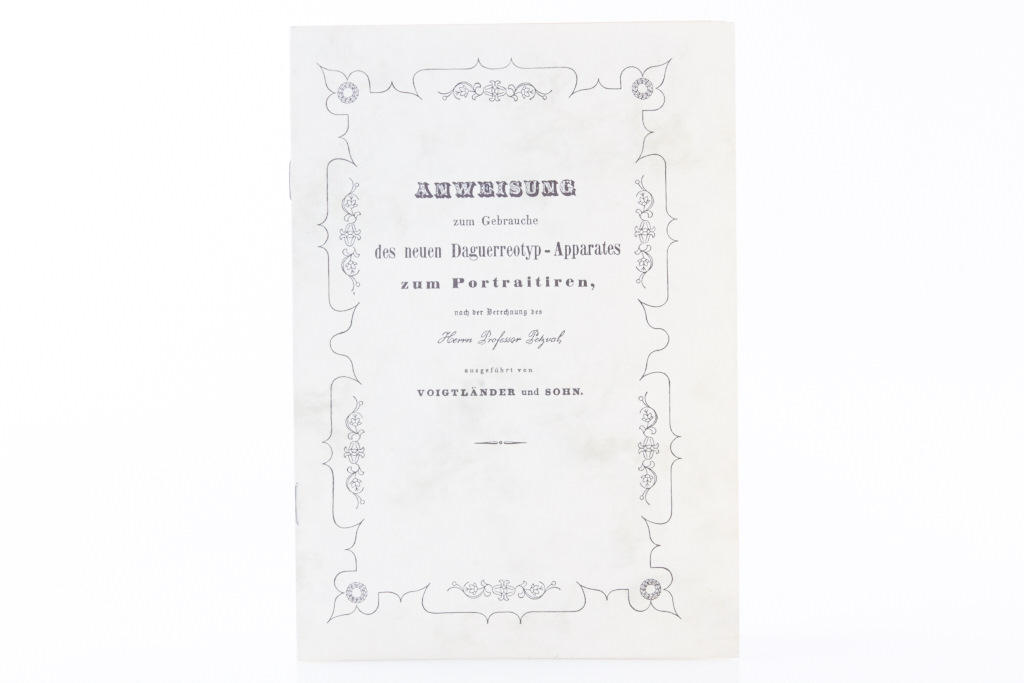 ANWEISUNG
zum Gebrauche
des neuen Daguerreotyp-Apparates
zum Portraitiren,
nach der Berechnung des
Herrn Professor Petzval,
ausgeführt von
VOIGTLÄNDER und SOHN.